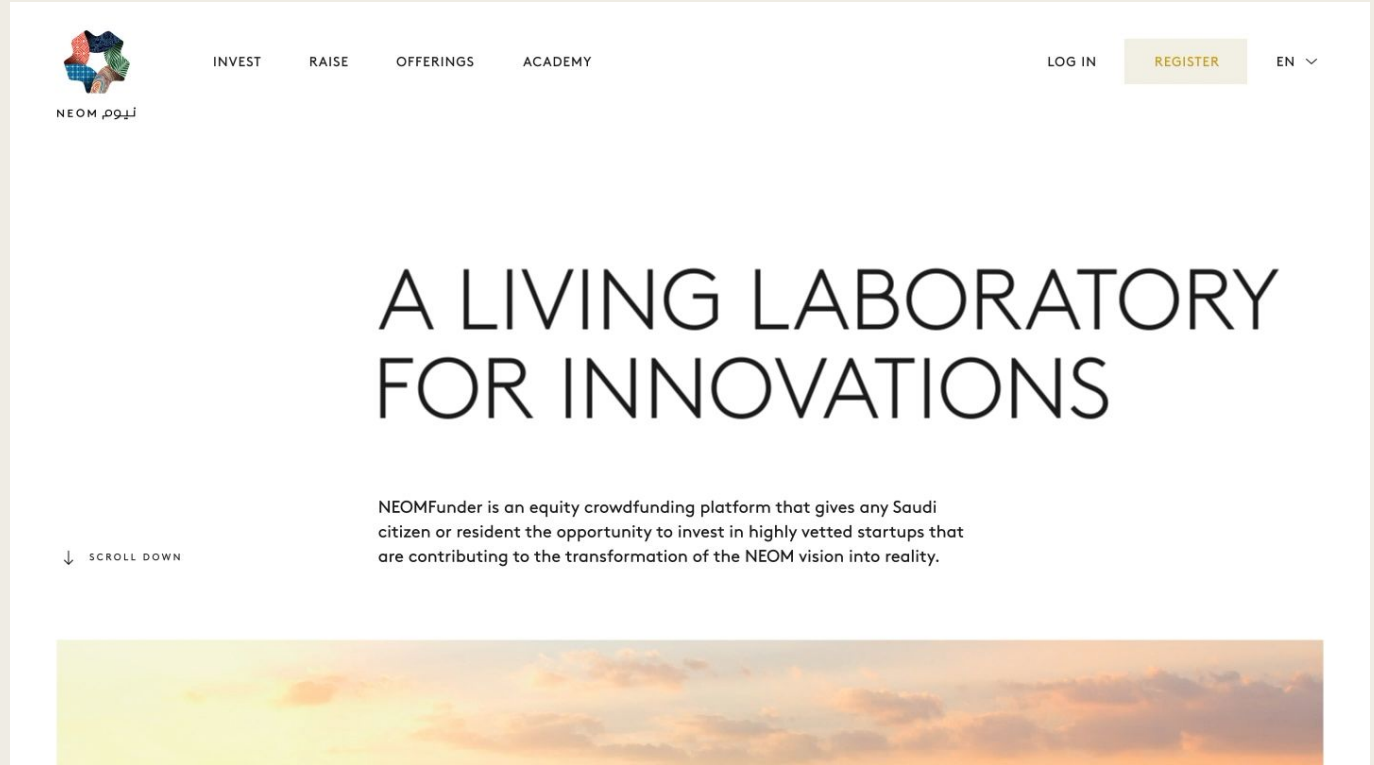 INVEST
RAISE
OFFERINGS
ACADEMY
LOG IN
REGISTER
EN
NEOM نيوم
A LIVING LABORATORY
FOR INNOVATIONS
NEOMFunder is an equity crowdfunding platform that gives any Saudi
citizen or resident the opportunity to invest in highly vetted startups that
are contributing to the transformation of the NEOM vision into reality.
SCROLL DOWN